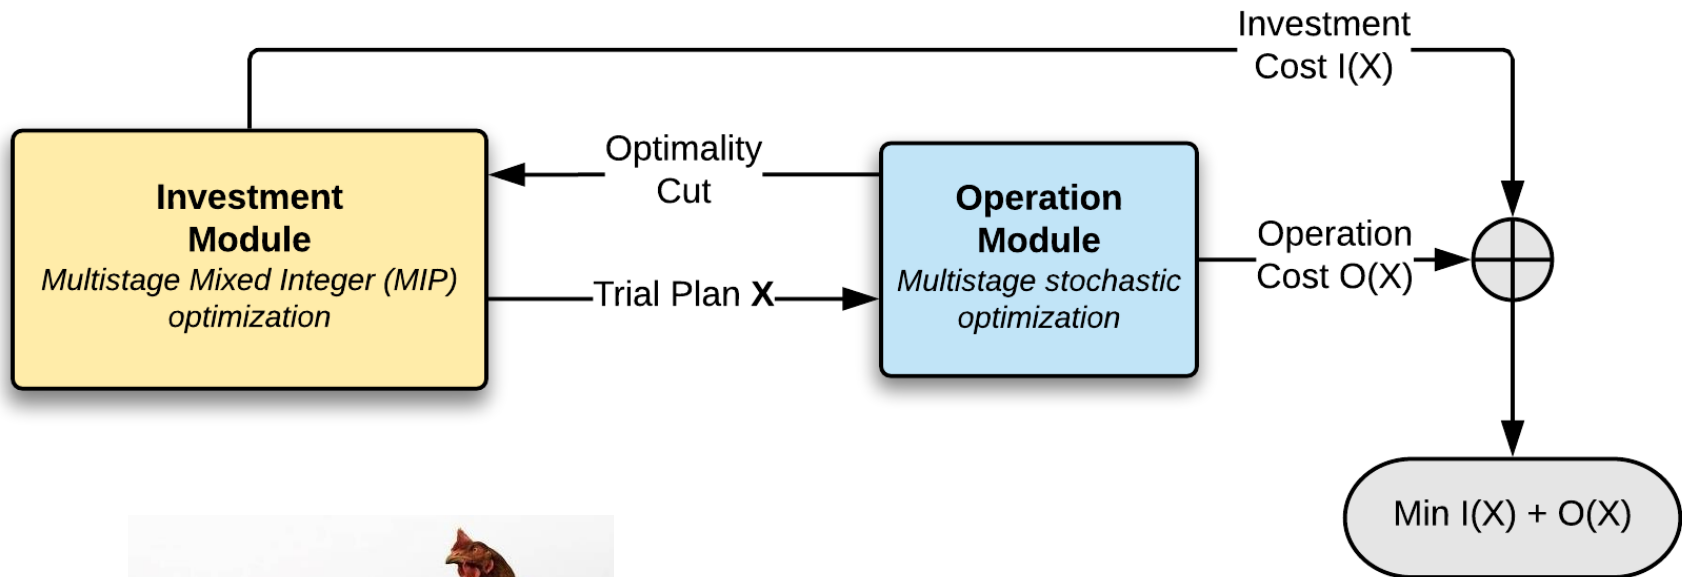 Investment
Cost I(X)
Optimality
Cut
Investment
Module
Multistage Mixed Integer (MIP)
optimization
Operation
Module
Multistage stochastic
optimization
Operation
Cost O(X)
Trial Plan X
Min I(X) + O(X)